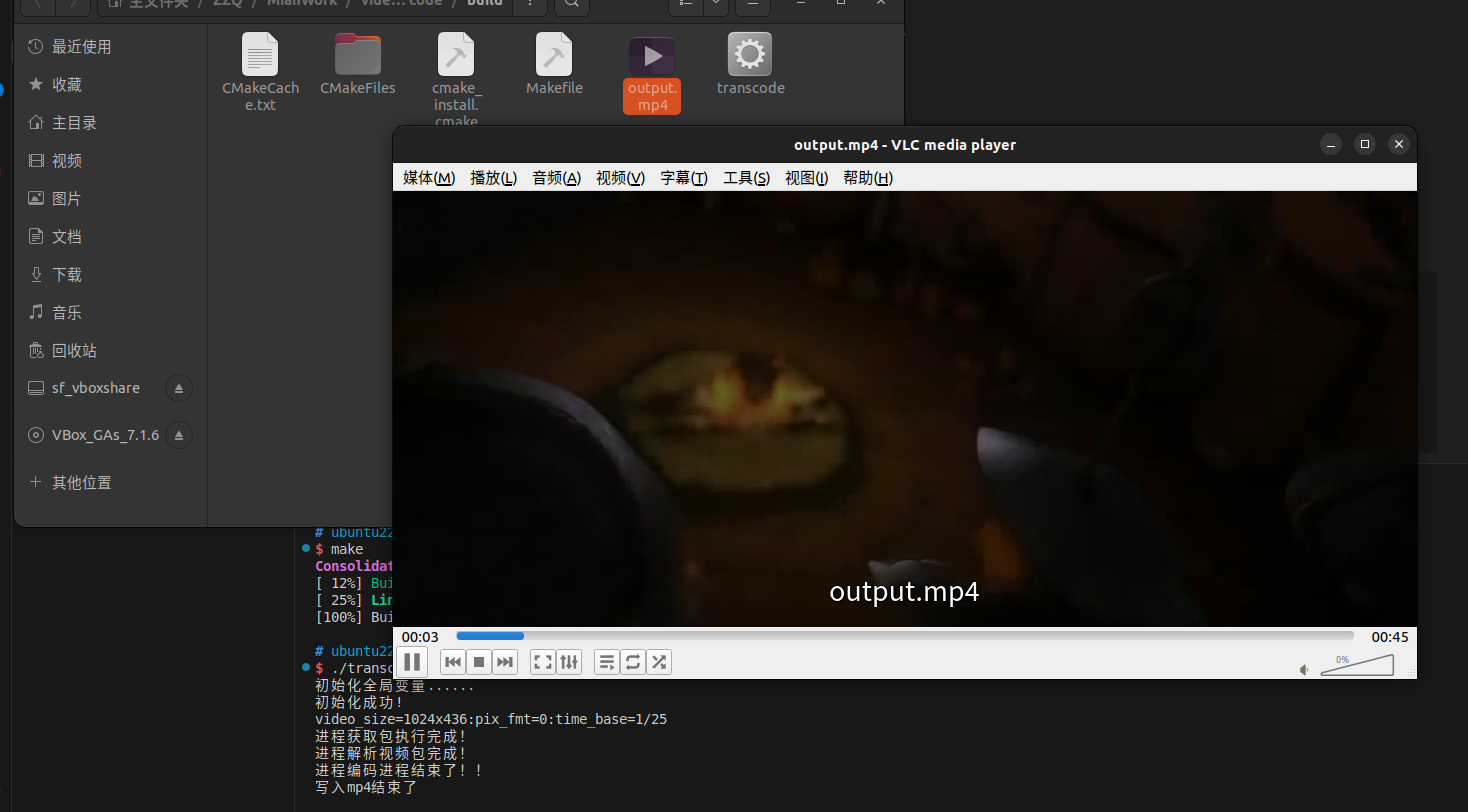 主文件夹 / ZZQ / MianWork / vide… code / build
最近使用
收藏
主目录
视频
图片
文档
下载
音乐
回收站
sf_vboxshare
VBox_GAs_7.1.6
其他位置
CMakeCach
e.txt
CMakeFiles
cmake_
install.
cmake
Makefile
output.
mp4
transcode
output.mp4 - VLC media player
媒体(M) 播放(L) 音频(A) 视频(V) 字幕(T) 工具(S) 视图(I) 帮助(H)
output.mp4
00:03
00:45
0%
# ubuntu22
$ make
Consolidat
[ 12%] Bui
[ 25%] Lin
[100%] Bui
# ubuntu22
$ ./transc
初始化全局变量......
初始化成功!
video_size=1024x436:pix_fmt=0:time_base=1/25
进程获取包执行完成!
进程解析视频包完成!
进程编码进程结束了!!
写入mp4结束了